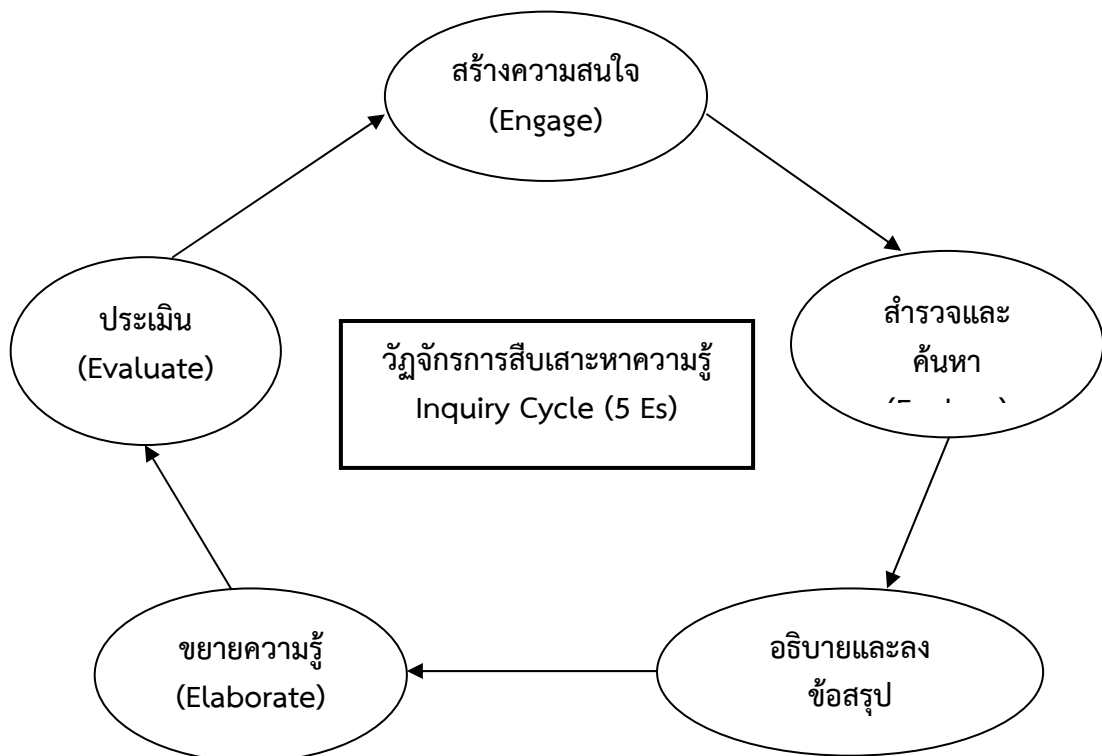 สร้างความสนใจ
(Engage)
สำรวจและ
ค้นหา
อธิบายและลง
ข้อสรุป
ขยายความรู้
(Elaborate)
ประเมิน
(Evaluate)
วัฏจักรการสืบเสาะหาความรู้
Inquiry Cycle (5 Es)